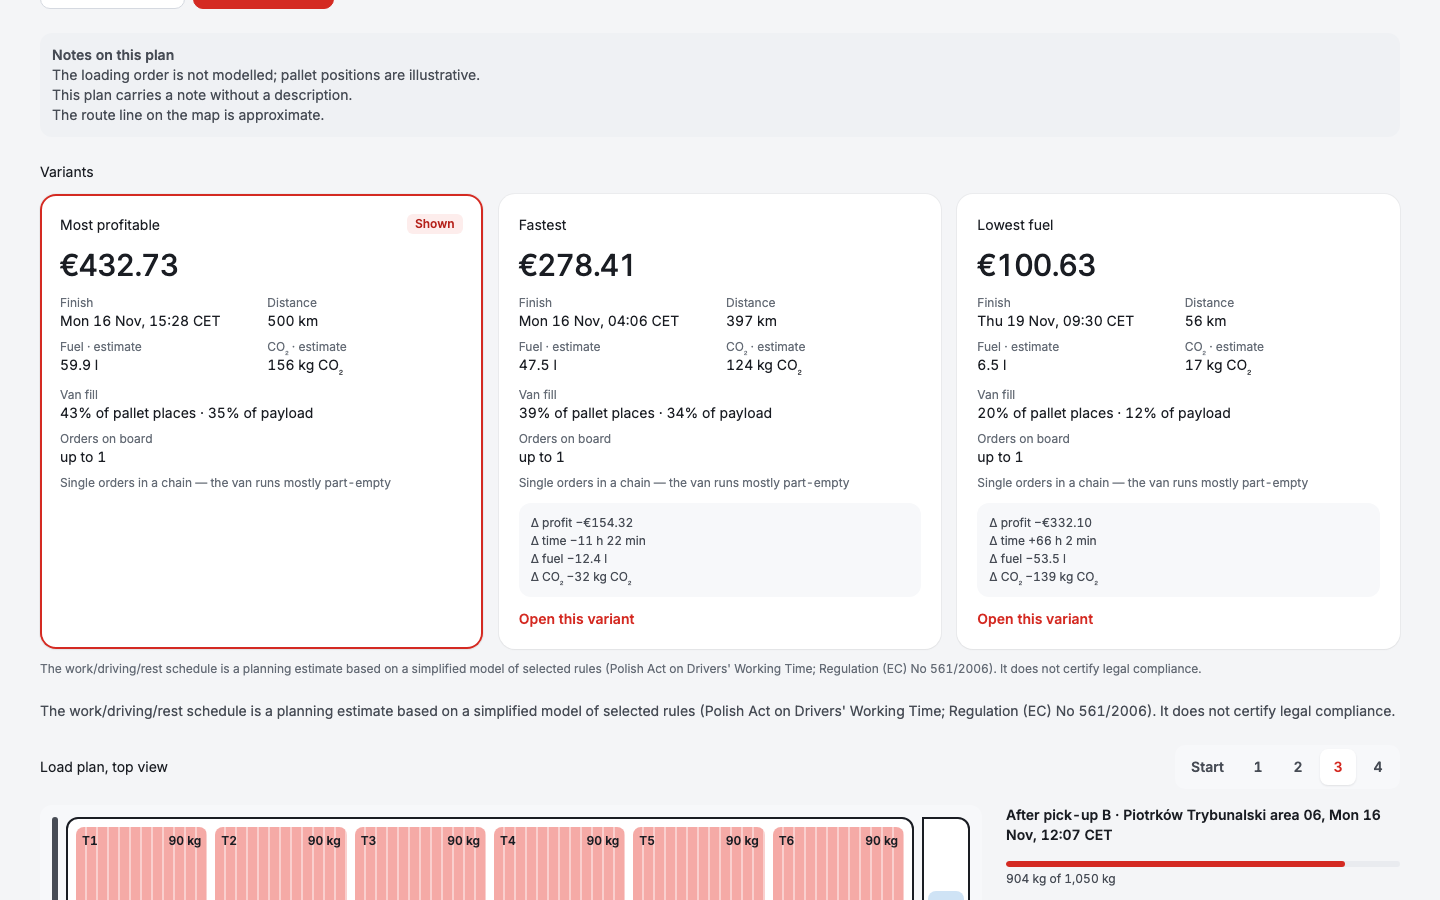 Notes on this plan
The loading order is not modelled; pallet positions are illustrative.
This plan carries a note without a description.
The route line on the map is approximate.
Variants
Most profitable
Shown
€432.73
Finish
Distance
Mon 16 Nov, 15:28 CET
500 km
Fuel · estimate
CO₂ · estimate
59.9 l
156 kg CO₂
Van fill
43% of pallet places · 35% of payload
Orders on board
up to 1
Single orders in a chain — the van runs mostly part-empty
Fastest
€278.41
Finish
Distance
Mon 16 Nov, 04:06 CET
397 km
Fuel · estimate
CO₂ · estimate
47.5 l
124 kg CO₂
Van fill
39% of pallet places · 34% of payload
Orders on board
up to 1
Single orders in a chain — the van runs mostly part-empty
Δ profit −€154.32
Δ time −11 h 22 min
Δ fuel −12.4 l
Δ CO₂ −32 kg CO₂
Open this variant
Lowest fuel
€100.63
Finish
Distance
Thu 19 Nov, 09:30 CET
56 km
Fuel · estimate
CO₂ · estimate
6.5 l
17 kg CO₂
Van fill
20% of pallet places · 12% of payload
Orders on board
up to 1
Single orders in a chain — the van runs mostly part-empty
Δ profit −€332.10
Δ time +66 h 2 min
Δ fuel −53.5 l
Δ CO₂ −139 kg CO₂
Open this variant
The work/driving/rest schedule is a planning estimate based on a simplified model of selected rules (Polish Act on Drivers' Working Time; Regulation (EC) No 561/2006). It does not certify legal compliance.
The work/driving/rest schedule is a planning estimate based on a simplified model of selected rules (Polish Act on Drivers' Working Time; Regulation (EC) No 561/2006). It does not certify legal compliance.
Load plan, top view
Start 1 2 3 4
T1 90 kg T2 90 kg T3 90 kg T4 90 kg T5 90 kg T6 90 kg
After pick-up B · Piotrków Trybunalski area 06, Mon 16
Nov, 12:07 CET
904 kg of 1,050 kg